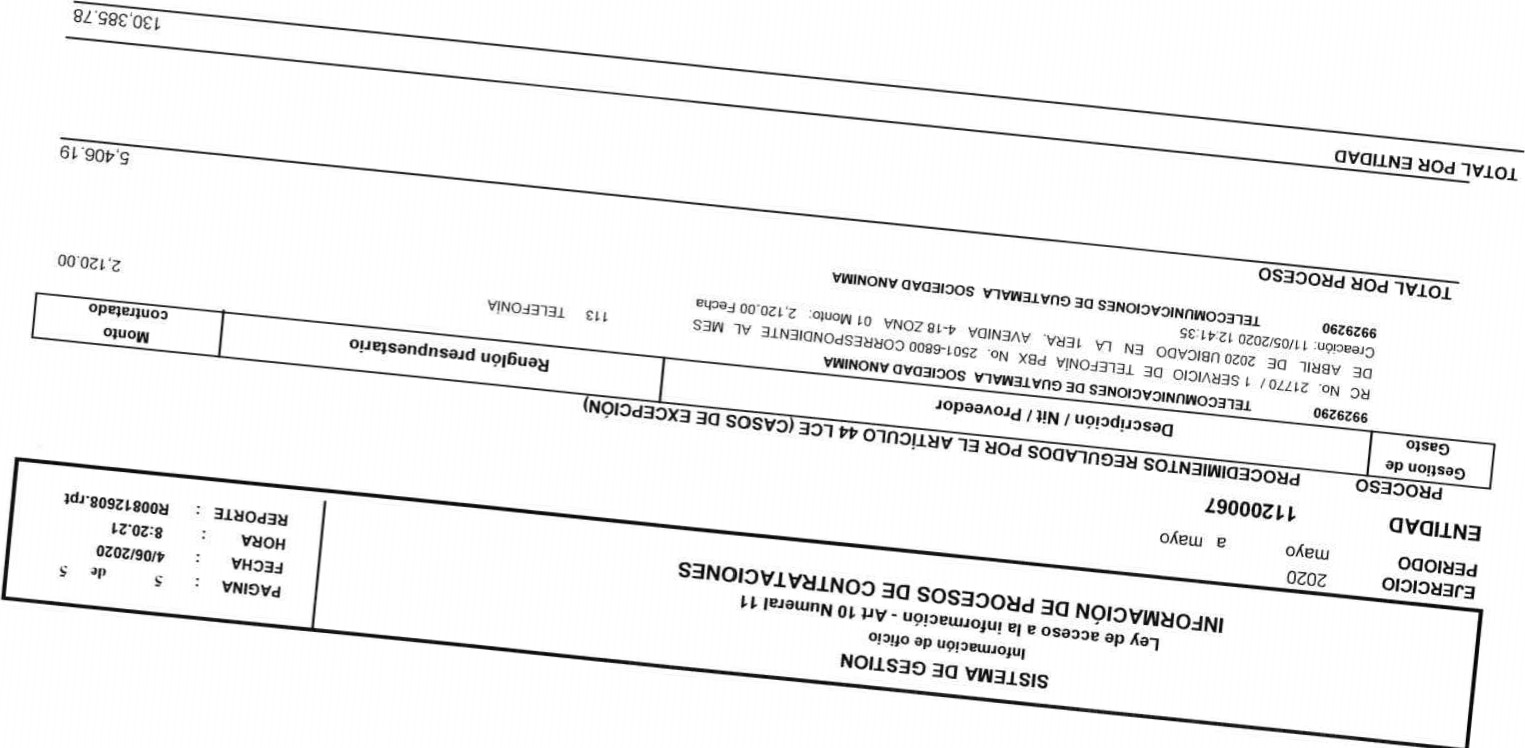 SISTEMA DE GESTION
Información de oficio
Ley de acceso a la información - Art 10 Numeral 11
INFORMACIÓN DE PROCESOS DE CONTRATACIONES
PAGINA : 5 de 5
FECHA : 4/06/2020
HORA : 8:20.21
REPORTE : R00812608.rpt
EJERCICIO 2020
PERIODO mayo a mayo
ENTIDAD 11200067
PROCESO PROCEDIMIENTOS REGULADOS POR EL ARTÍCULO 44 LCE (CASOS DE EXCEPCIÓN)
Gestion de Gasto Descripción / Nit / Proveedor Renglón presupuestario Monto contratado
9929290 TELECOMUNICACIONES DE GUATEMALA SOCIEDAD ANONIMA
RC No. 21770 / 1 SERVICIO DE TELEFONÍA PBX No. 2501-6800 CORRESPONDIENTE AL MES
DE ABRIL DE 2020 UBICADO EN LA 1ERA. AVENIDA 4-18 ZONA 01 Monto: 2,120.00 Fecha
Creación: 11/05/2020 12:41:35
113 TELEFONÍA 2,120.00
9929290 TELECOMUNICACIONES DE GUATEMALA SOCIEDAD ANONIMA
TOTAL POR PROCESO 5,406.19
TOTAL POR ENTIDAD 130,385.78